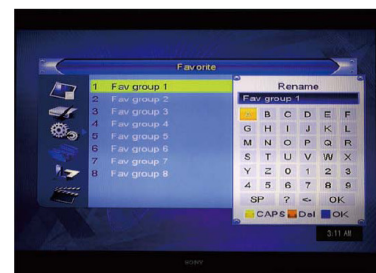 Favorite
1 Fav group 1
2 Fav group 2
3 Fav group 3
4 Fav group 4
5 Fav group 5
6 Fav group 6
7 Fav group 7
8 Fav group 8
Rename
Fav group 1
B C D E F
G H I J K L
M N O P Q R
S T U V W X
Y Z 0 1 2 3
4 5 6 7 8 9
SP ? <- OK
CAPS Del OK
3:11 AM
SONY